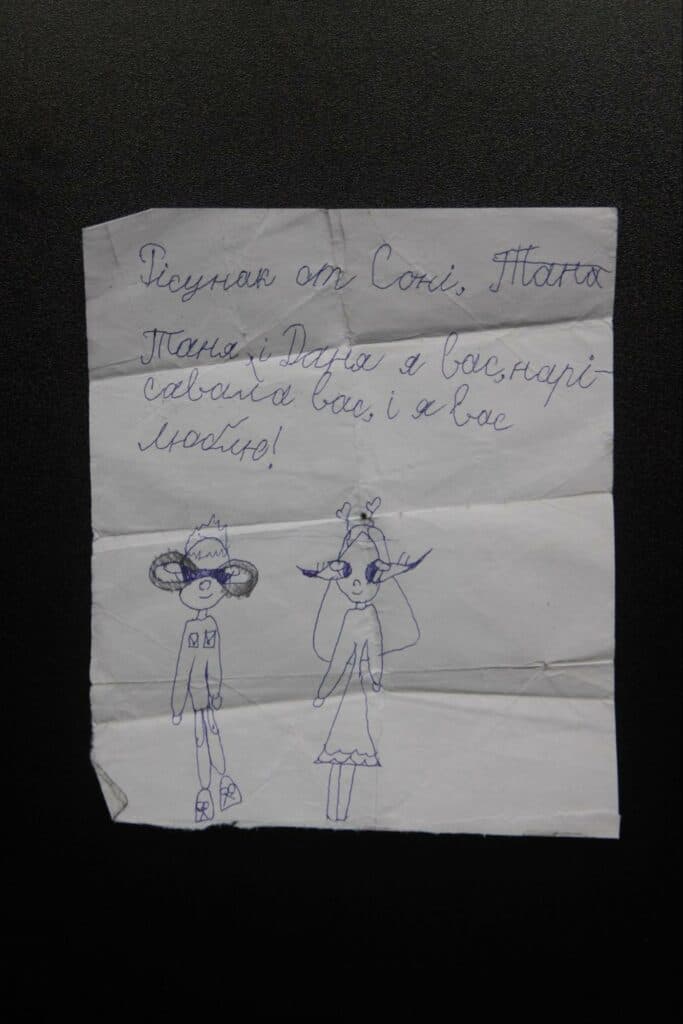 Рісунак от Соні, Таня
Таня, і Даня я вас, нарі-
савала вас, і я вас
люблю!